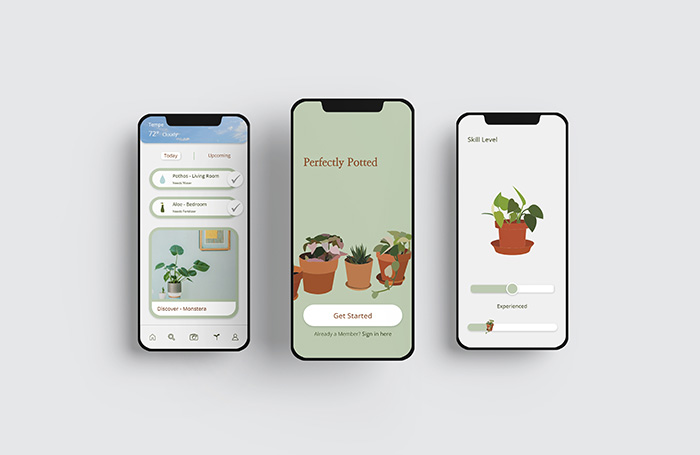 Tempe
72° Cloudy
Today
Upcoming
Pothos - Living Room
Needs Water
Aloe - Bedroom
Needs Fertilizer
Discover - Monstera
Perfectly Potted
Get Started
Already a Member? Sign in here
Skill Level
Experienced